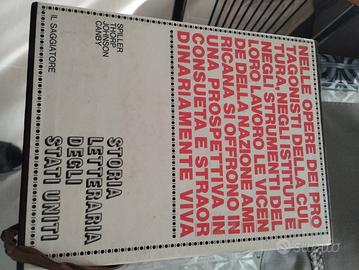 NELLE OPERE DEI PRO
TAGONISTI DELLA CUL
TURA, NEGLI ISTITUTI E
NEGLI STRUMENTI DEL
LORO LAVORO LE VICEN
DE DELLA NAZIONE AME
RICANA SI OFFRONO IN
UNA PROSPETTIVA IN
CONSUETA E STRAOR
DINARIAMENTE VIVA
SPILLER
THORP
JOHNSON
CANBY
STORIA
LETTERARIA
DEGLI
STATI UNITI
IL SAGGIATORE
subito